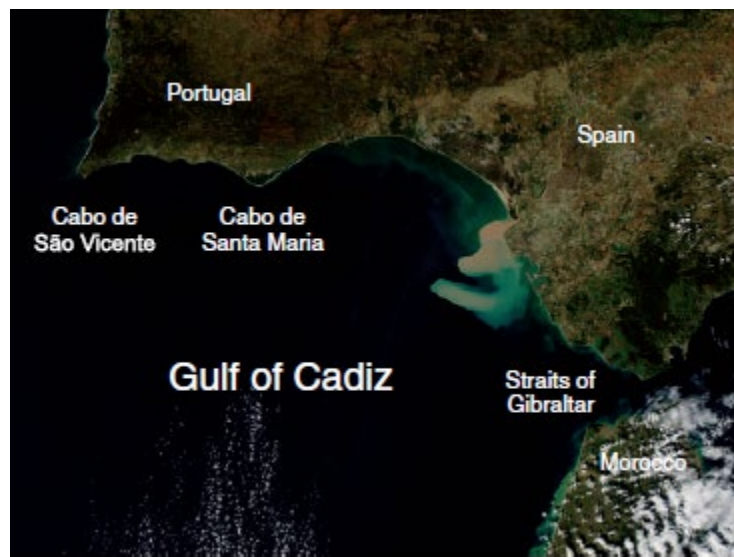 Portugal
Spain
Cabo de
São Vicente
Cabo de
Santa Maria
Gulf of Cadiz
Straits of
Gibraltar
Morocco